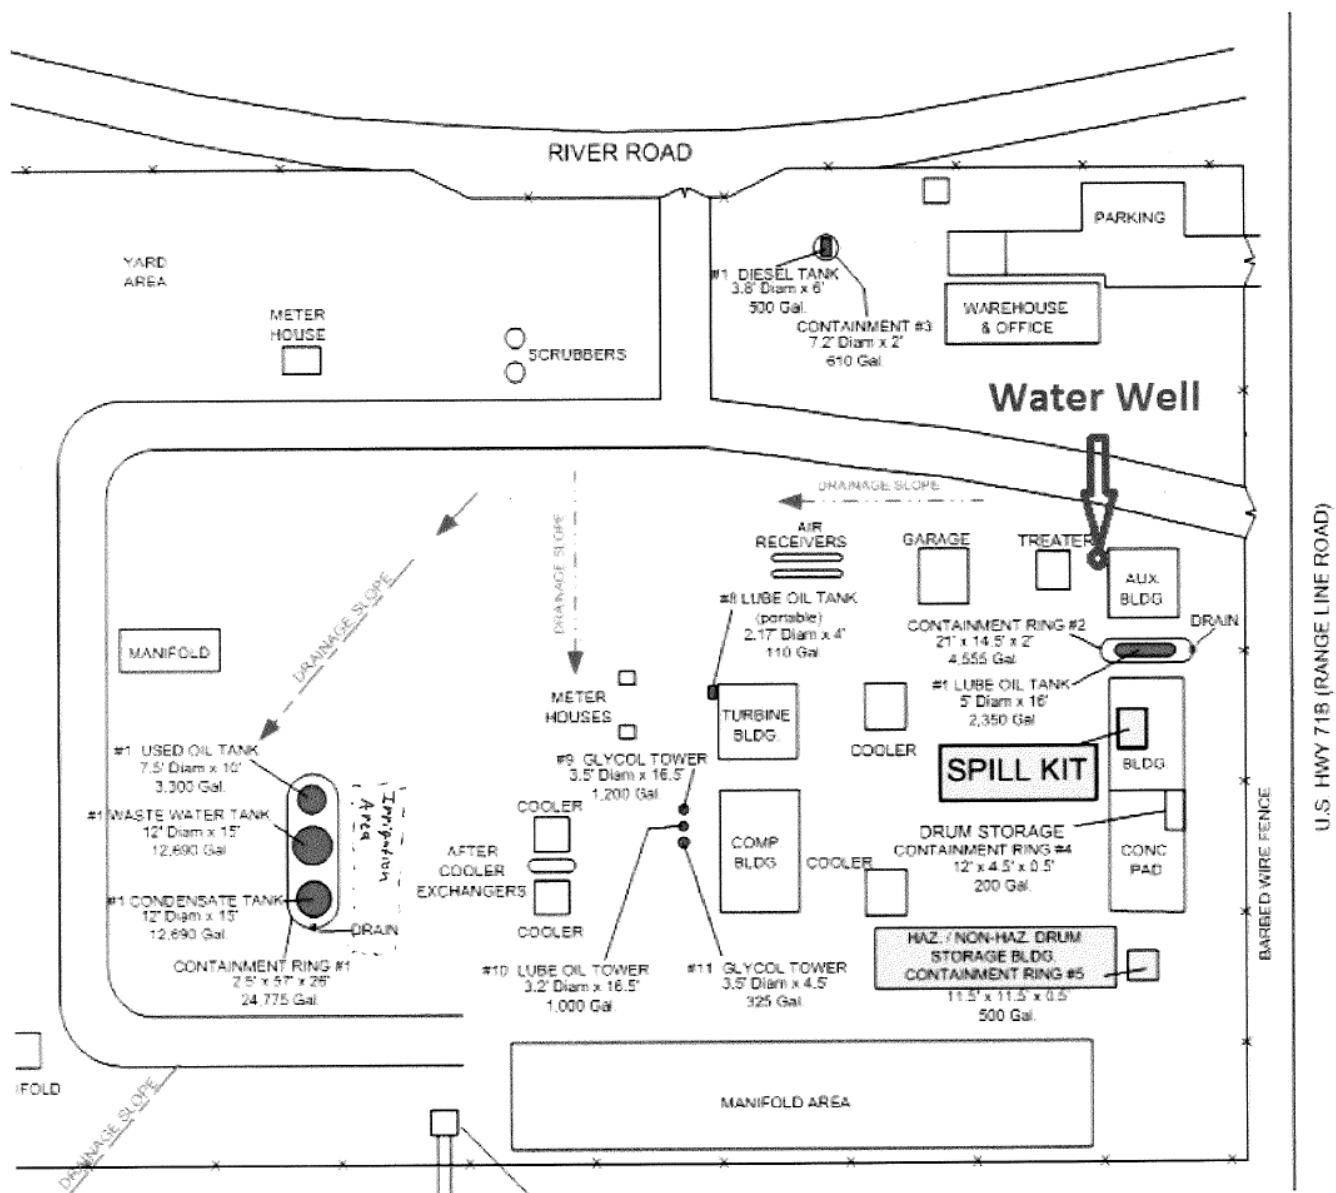 RIVER ROAD
PARKING
YARD
AREA
#1 DIESEL TANK
3.8' Diam x 6'
500 Gal.
METER
HOUSE
SCRUBBERS
CONTAINMENT #3
7.2' Diam x 2'
610 Gal.
WAREHOUSE
& OFFICE
Water Well
DRAINAGE SLOPE
DRAINAGE SLOPE
DRAINAGE SLOPE
AIR
RECEIVERS
GARAGE
TREATER
AUX.
BLDG.
#8 LUBE OIL TANK
(portable)
2.17' Diam x 4'
110 Gal.
CONTAINMENT RING #2
21' x 14.5' x 2'
4,555 Gal.
DRAIN
MANIFOLD
#1 LUBE OIL TANK
5' Diam x 16'
2,350 Gal.
METER
HOUSES
TURBINE
BLDG.
COOLER
SPILL KIT
BLDG
#1 USED OIL TANK
7.5' Diam x 10'
3,300 Gal.
#9 GLYCOL TOWER
3.5' Diam x 16.5'
1,200 Gal.
#1 WASTE WATER TANK
12' Diam x 15'
12,690 Gal.
Irrigation
Area
COOLER
AFTER
COOLER
EXCHANGERS
COOLER
COMP
BLDG.
COOLER
DRUM STORAGE
CONTAINMENT RING #4
12' x 4.5' x 0.5'
200 Gal.
CONC
PAD
#1 CONDENSATE TANK
12' Diam x 15'
12,690 Gal.
DRAIN
CONTAINMENT RING #1
2.5' x 57' x 26'
24,775 Gal.
#10 LUBE OIL TOWER
3.2' Diam x 16.5'
1,000 Gal.
#11 GLYCOL TOWER
3.5' Diam x 4.5'
325 Gal.
HAZ. / NON-HAZ. DRUM
STORAGE BLDG.
CONTAINMENT RING #5
11.5' x 11.5' x 0.5'
500 Gal.
BARBED WIRE FENCE
U.S. HWY 71B (RANGE LINE ROAD)
IFOLD
DRAINAGE SLOPE
MANIFOLD AREA